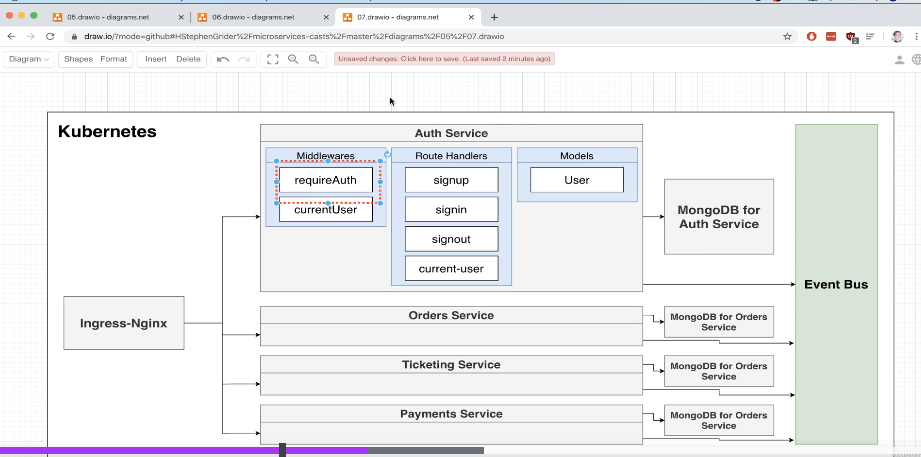 05.drawio - diagrams.net
06.drawio - diagrams.net
07.drawio - diagrams.net
draw.io/?mode=github#HStephenGrider%2Fmicroservices-casts%2Fmaster%2Fdiagrams%2F05%2F07.drawio
2
Diagram
Shapes
Format
Insert
Delete
Unsaved changes. Click here to save. (Last saved 2 minutes ago)
Kubernetes
Auth Service
Middlewares
requireAuth
currentUser
Route Handlers
signup
signin
signout
current-user
Models
User
MongoDB for
Auth Service
Event Bus
Ingress-Nginx
Orders Service
MongoDB for Orders
Service
Ticketing Service
MongoDB for Orders
Service
Payments Service
MongoDB for Orders
Service